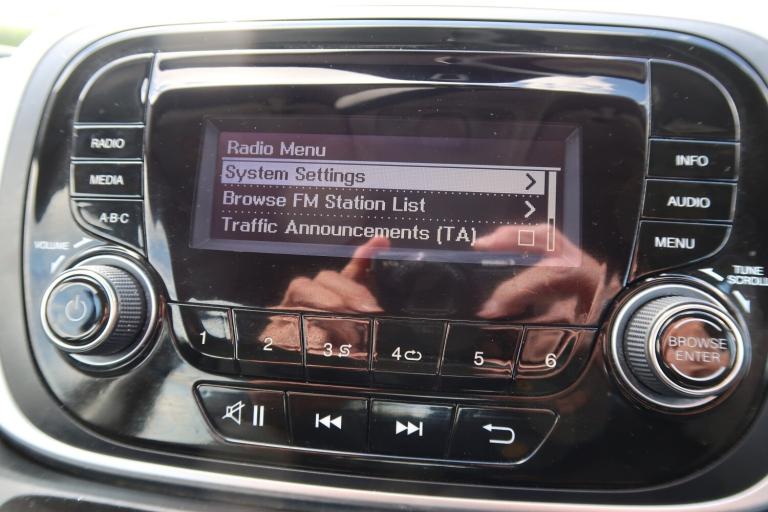 RADIO
MEDIA
A·B·C
VOLUME
Radio Menu
System Settings
Browse FM Station List
Traffic Announcements (TA)
INFO
AUDIO
MENU
TUNE
SCROLL
BROWSE
ENTER
1
2
3
4
5
6